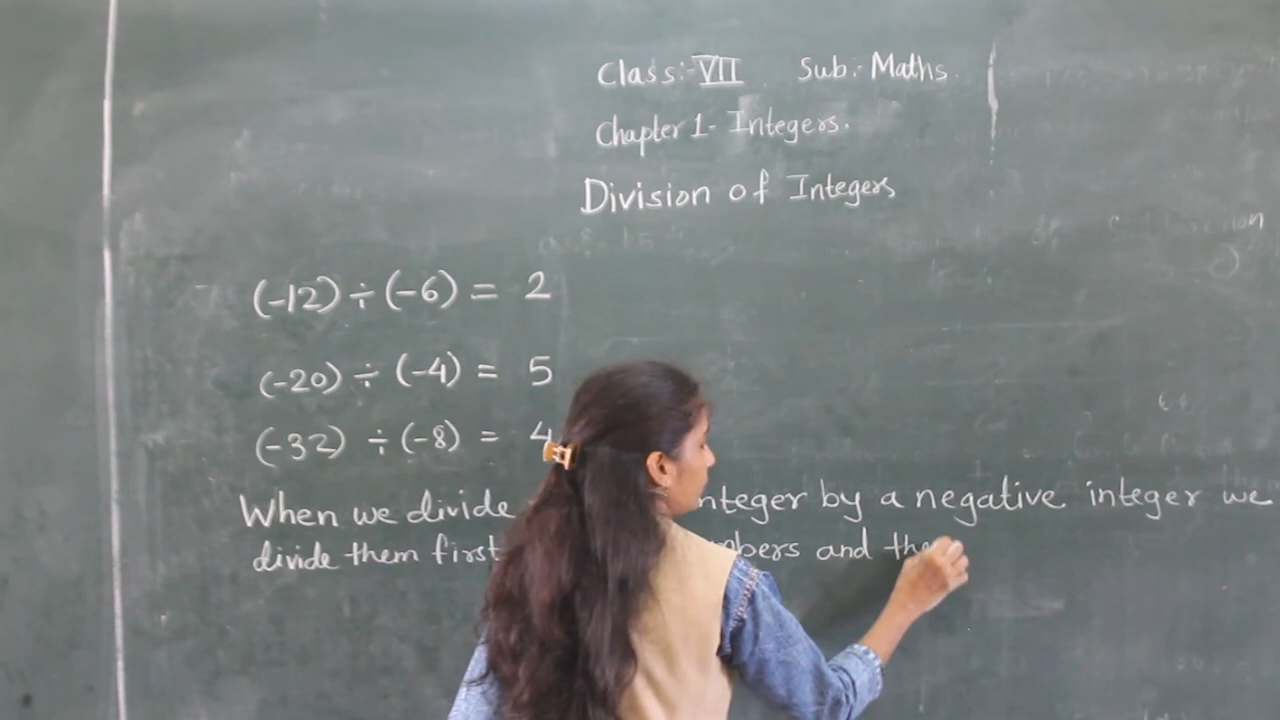 Class:-VII Sub:- Maths.
Chapter 1- Integers.
Division of Integers
(-12) ÷ (-6) = 2
(-20) ÷ (-4) = 5
(-32) ÷ (-8) = 4
When we divide nteger by a negative integer we
divide them first mbers and the